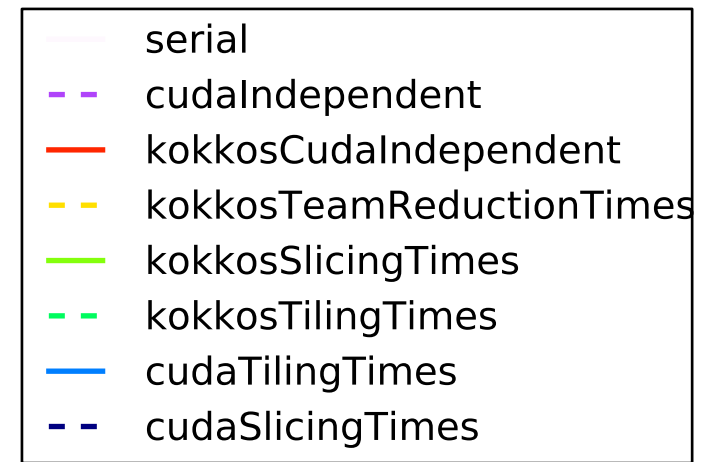 serial
cudaIndependent
kokkosCudaIndependent
kokkosTeamReductionTimes
kokkosSlicingTimes
kokkosTilingTimes
cudaTilingTimes
cudaSlicingTimes